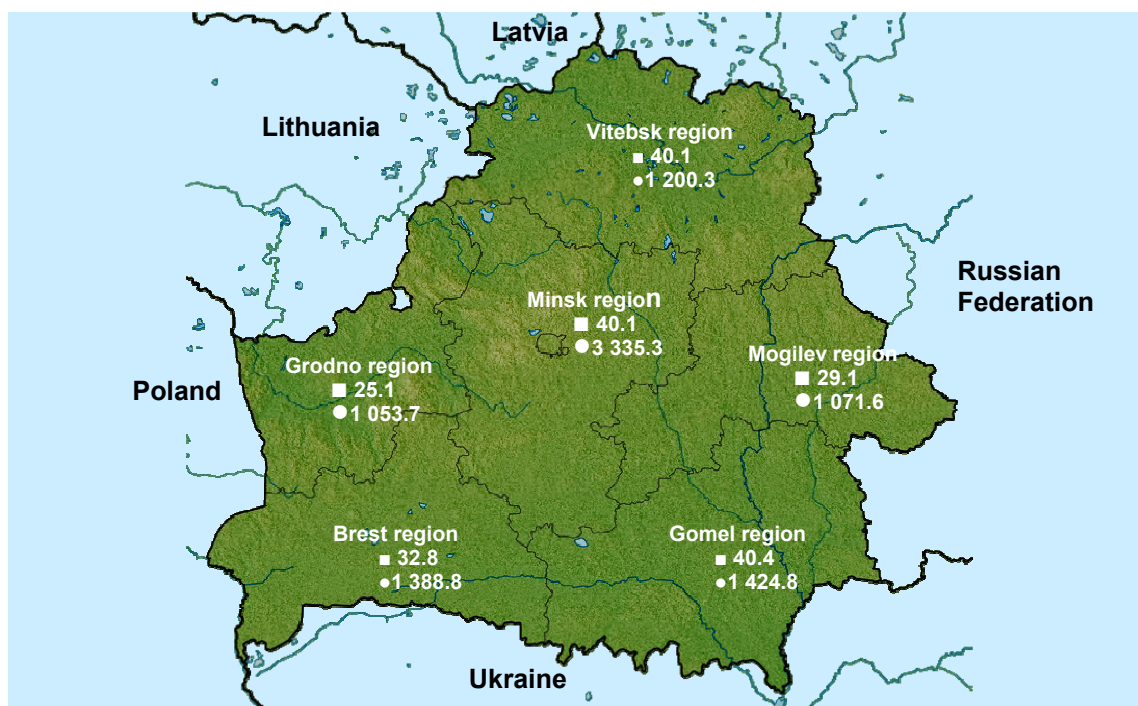 Latvia
Lithuania
Vitebsk region
40.1
1 200.3
Russian
Federation
Minsk region
40.1
3 335.3
Mogilev region
29.1
1 071.6
Grodno region
25.1
1 053.7
Poland
Brest region
32.8
1 388.8
Gomel region
40.4
1 424.8
Ukraine